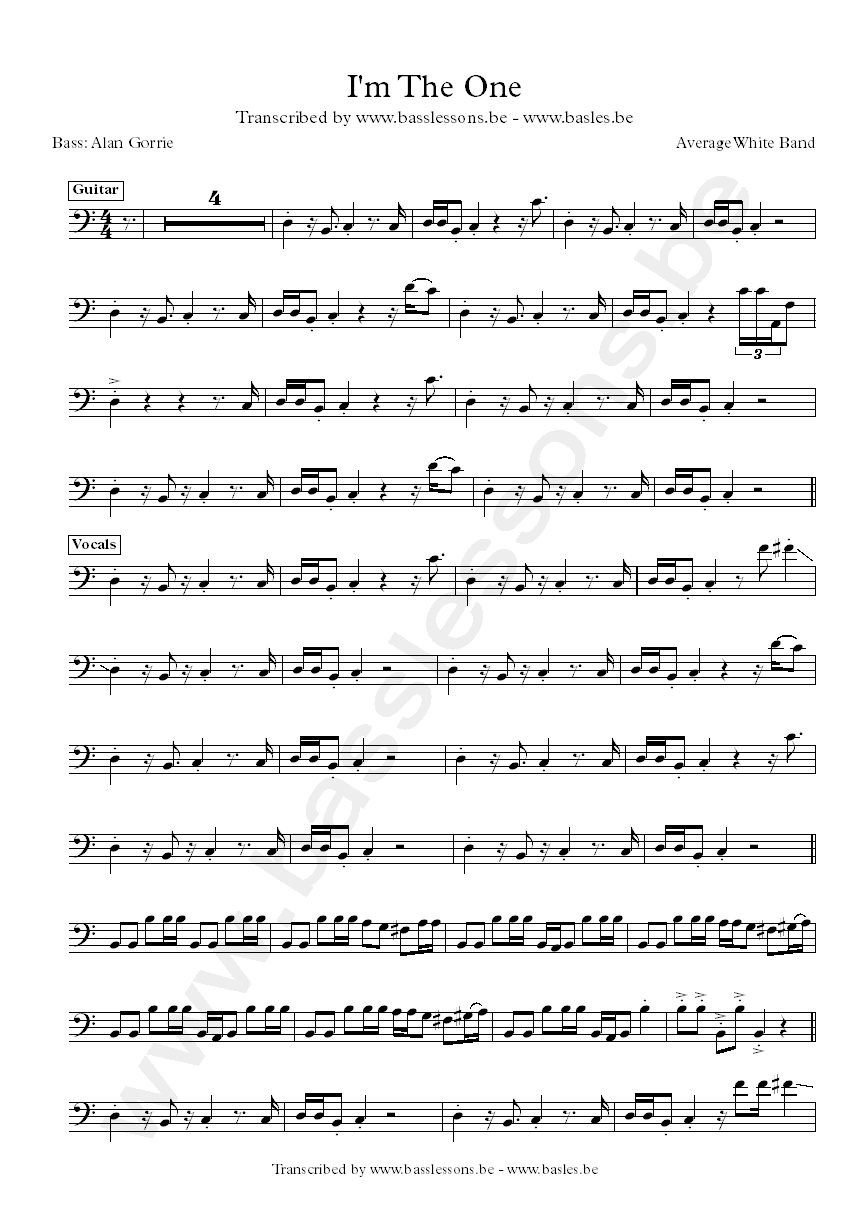 I'm The One
Transcribed by www.basslessons.be - www.basles.be
Bass: Alan Gorrie
Average White Band
Guitar
4
4
4
3
Vocals
www.basslessons.be
Transcribed by www.basslessons.be - www.basles.be